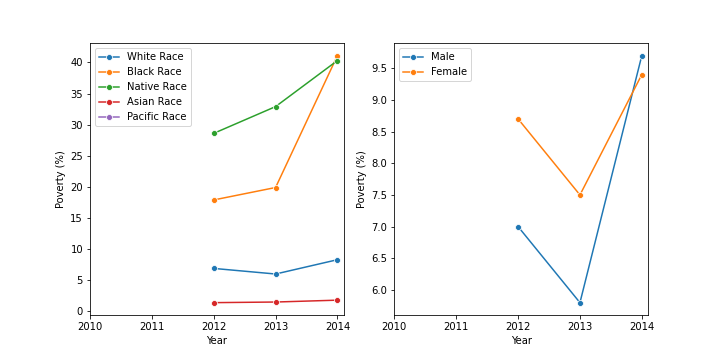 White Race
Black Race
Native Race
Asian Race
Pacific Race
40
35
30
25
20
15
10
5
0
Poverty (%)
2010 2011 2012 2013 2014
Year
Male
Female
9.5
9.0
8.5
8.0
7.5
7.0
6.5
6.0
Poverty (%)
2010 2011 2012 2013 2014
Year